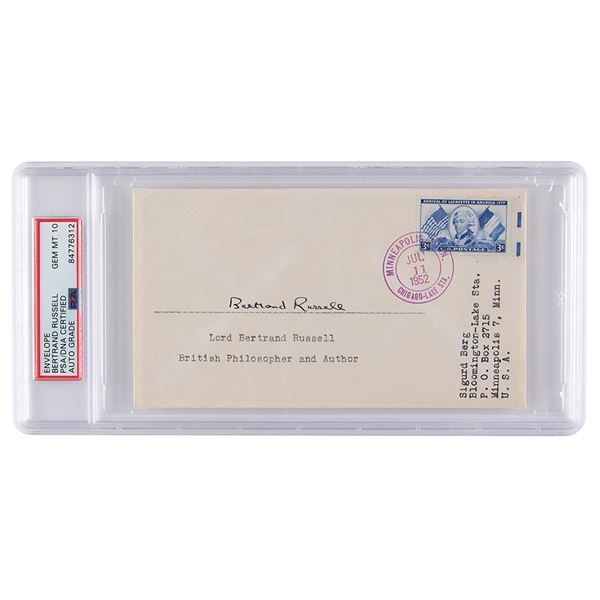 ENVELOPE
BERTRAND RUSSELL
PSA/DNA CERTIFIED
AUTO GRADE
GEM MT 10
84776312
PSA
ARRIVAL OF LAFAYETTE IN AMERICA-1777
3¢ U.S. POSTAGE 3¢
MINNEAPOLIS
JUL
11
1952
CHICAGO-LAKE STA.
Bertrand Russell
Lord Bertrand Russell
British Philosopher and Author
Sigurd Berg
Bloomington-Lake Sta.
P. O. Box 2715
Minneapolis 7, Minn.
U. S. A.